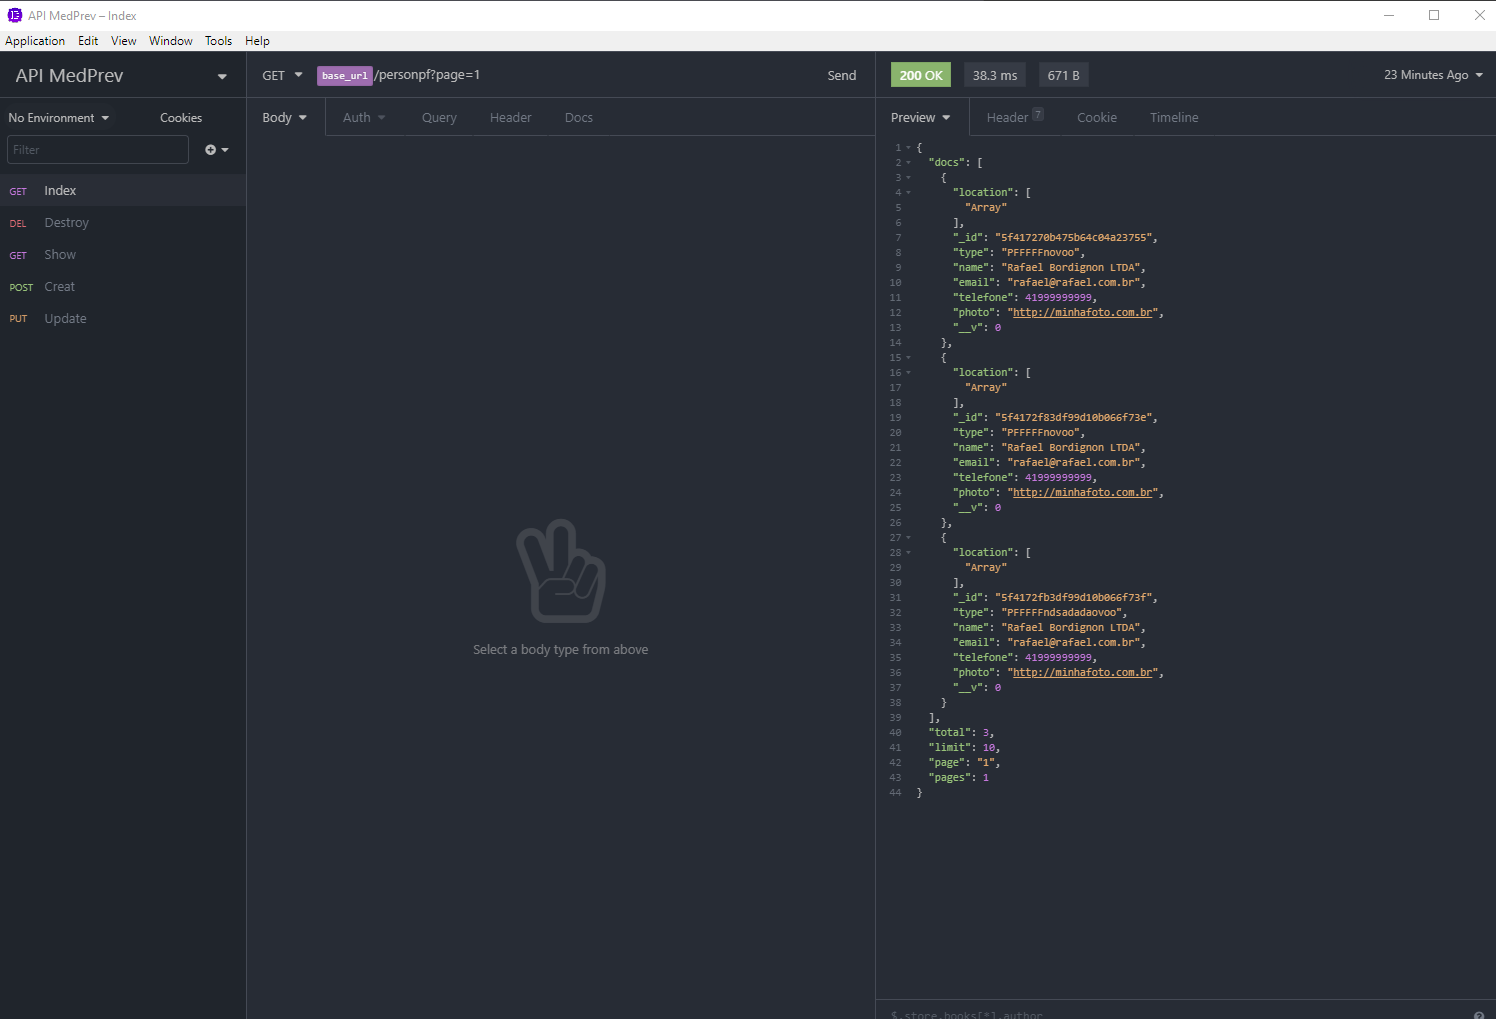 API MedPrev – Index
Application Edit View Window Tools Help
API MedPrev
GET base_url/personpf?page=1 Send
200 OK 38.3 ms 671 B 23 Minutes Ago
No Environment Cookies
Body Auth Query Header Docs
Preview Header 7 Cookie Timeline
Filter
GET Index
DEL Destroy
GET Show
POST Creat
PUT Update
Select a body type from above
1 {
2 "docs": [
3 {
4 "location": [
5 "Array"
6 ],
7 "_id": "5f417270b475b64c04a23755",
8 "type": "PFFFFFnovoo",
9 "name": "Rafael Bordignon LTDA",
10 "email": "rafael@rafael.com.br",
11 "telefone": 41999999999,
12 "photo": "http://minhafoto.com.br",
13 "__v": 0
14 },
15 {
16 "location": [
17 "Array"
18 ],
19 "_id": "5f4172f83df99d10b066f73e",
20 "type": "PFFFFFnovoo",
21 "name": "Rafael Bordignon LTDA",
22 "email": "rafael@rafael.com.br",
23 "telefone": 41999999999,
24 "photo": "http://minhafoto.com.br",
25 "__v": 0
26 },
27 {
28 "location": [
29 "Array"
30 ],
31 "_id": "5f4172fb3df99d10b066f73f",
32 "type": "PFFFFFndsadadaovoo",
33 "name": "Rafael Bordignon LTDA",
34 "email": "rafael@rafael.com.br",
35 "telefone": 41999999999,
36 "photo": "http://minhafoto.com.br",
37 "__v": 0
38 }
39 ],
40 "total": 3,
41 "limit": 10,
42 "page": "1",
43 "pages": 1
44 }
$.store.books[*].author